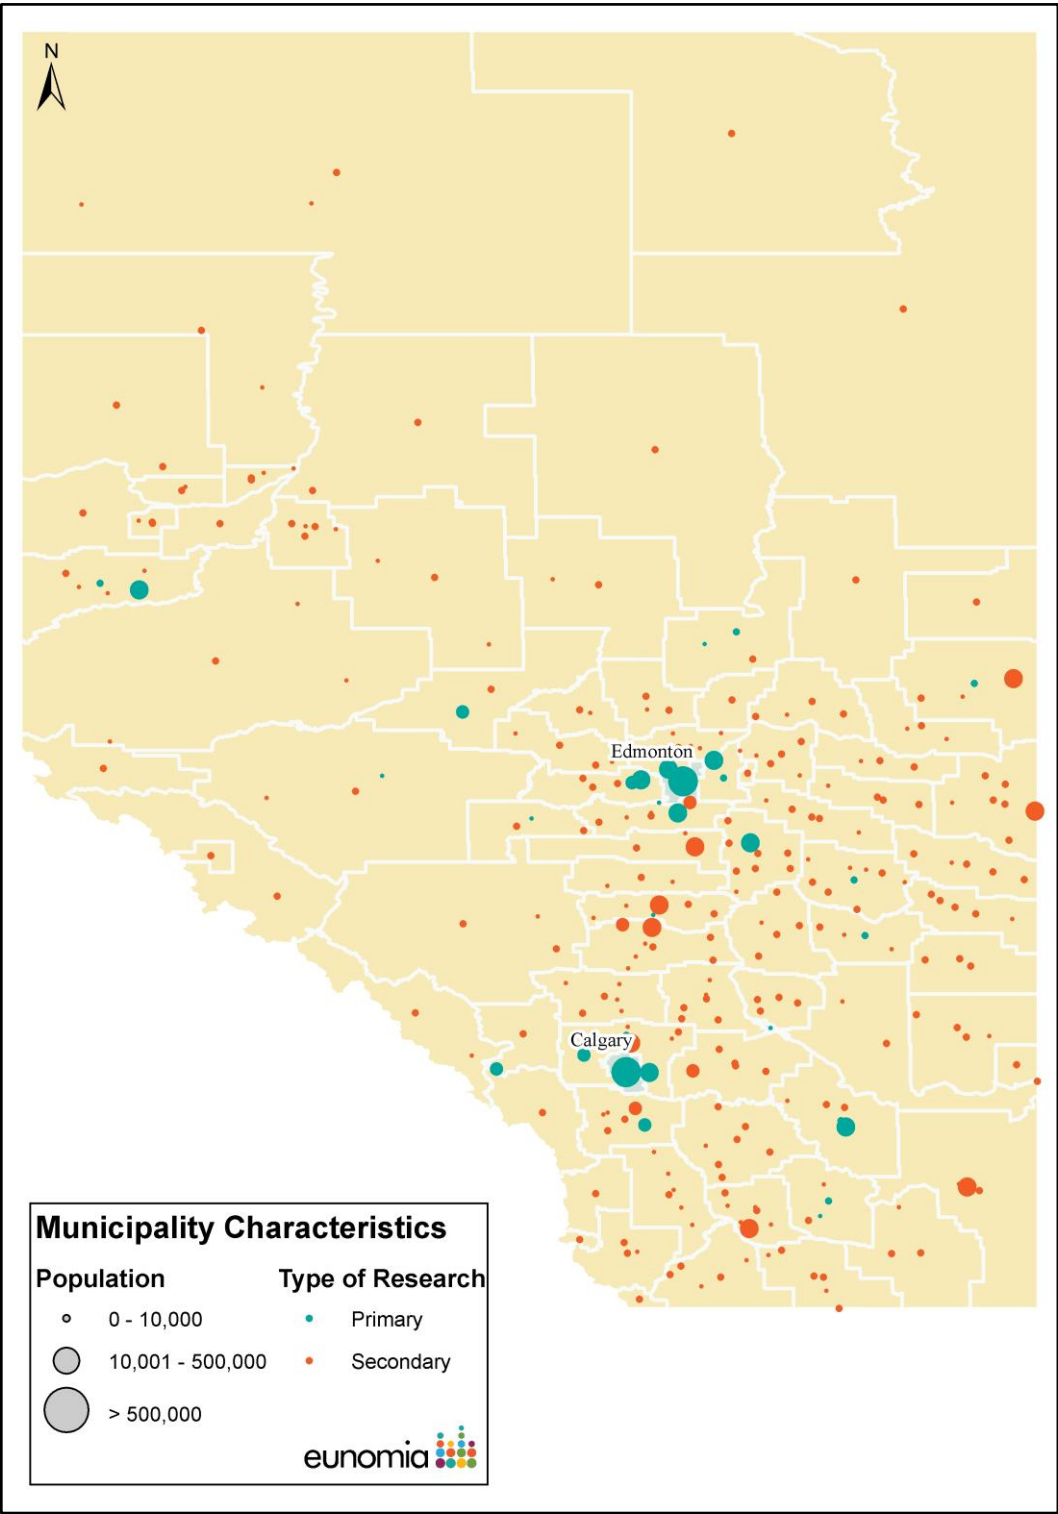 N
Edmonton
Calgary
Municipality Characteristics
Population
Type of Research
0 - 10,000
Primary
10,001 - 500,000
Secondary
> 500,000
eunomia